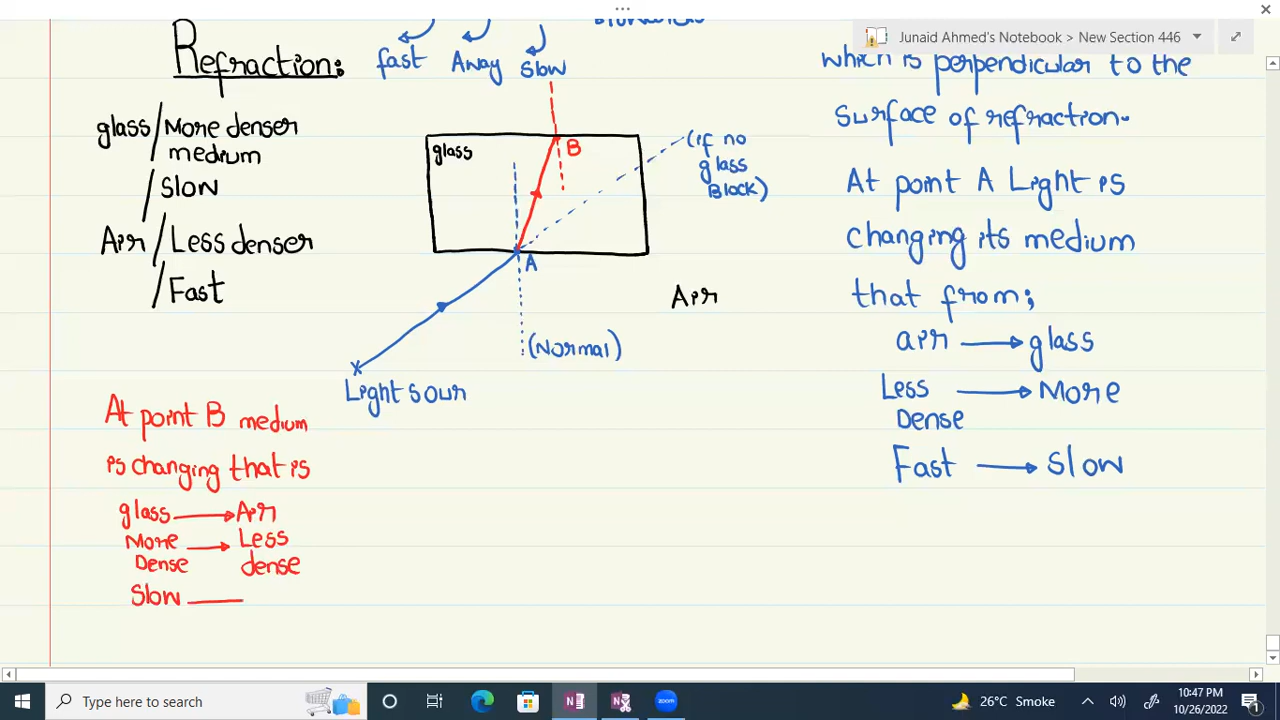 Junaid Ahmed's Notebook > New Section 446
Refraction:
fast Away Slow
glass/More denser
medium
/Slow
Air/Less denser
/Fast
glass
B
(if no
glass
Block)
A
Air
(Normal)
Light sour
At point B medium
is changing that is
glass → Air
More → Less
Dense dense
Slow
which is perpendicular to the
surface of refraction.
At point A Light is
changing its medium
that from;
air → glass
Less → More
Dense
Fast → Slow
Type here to search
zoom
26°C Smoke
10:47 PM
10/26/2022
1